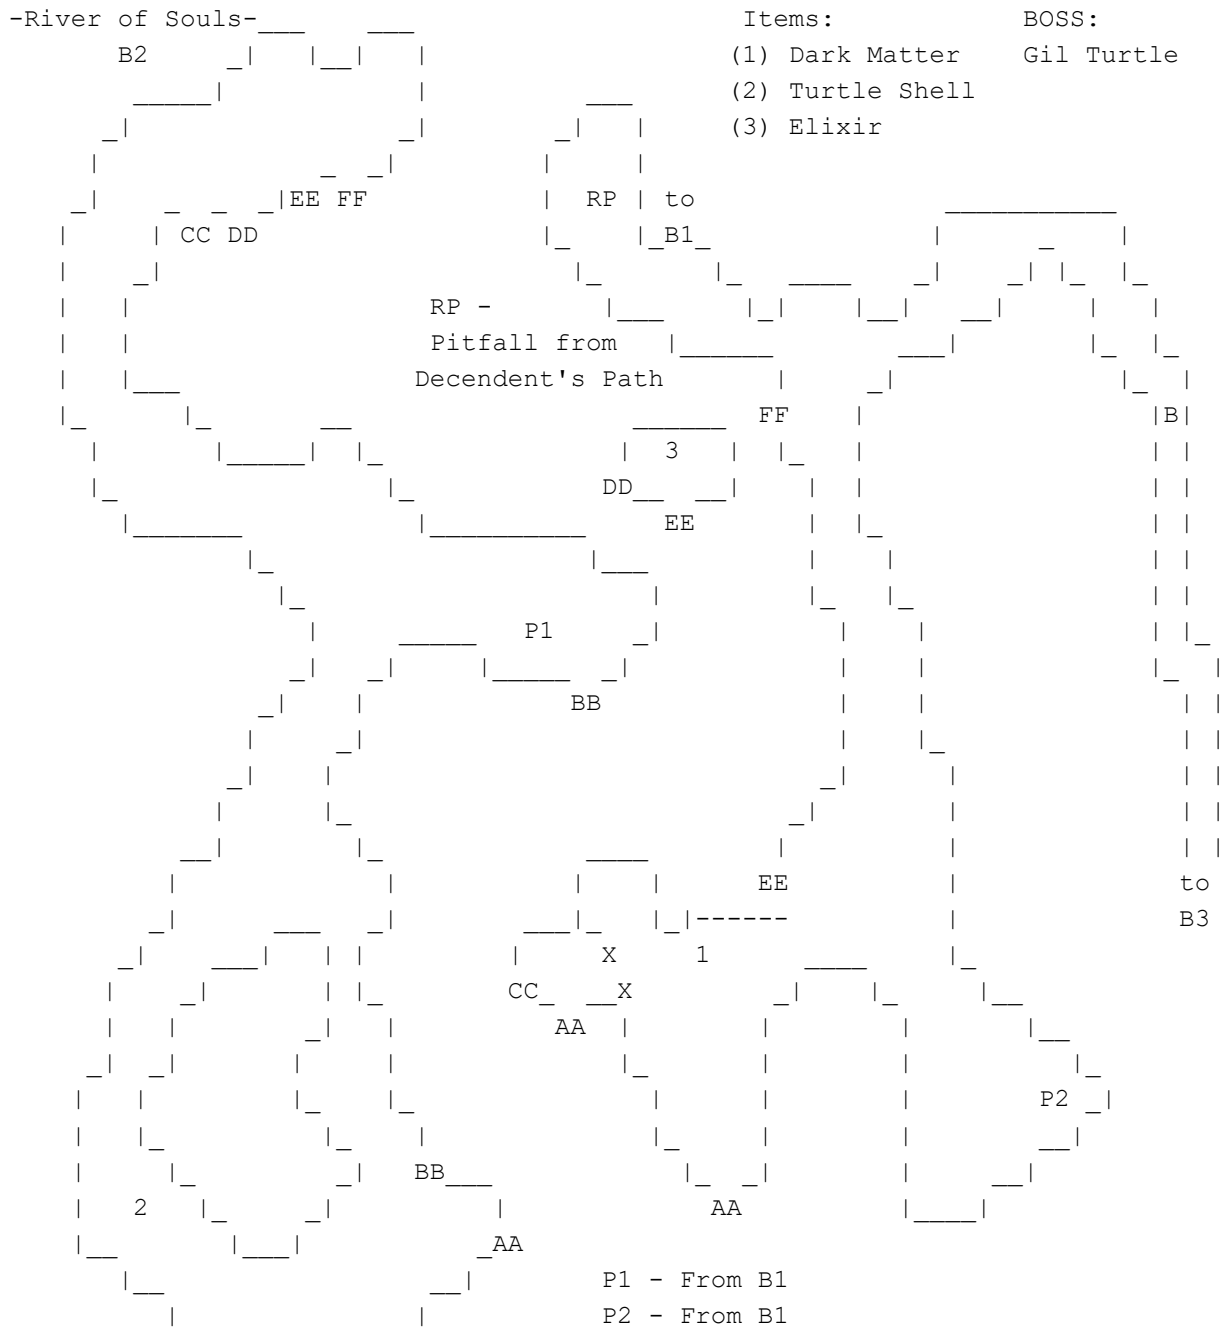 -River of Souls- Items: BOSS:
B2 (1) Dark Matter Gil Turtle
(2) Turtle Shell
(3) Elixir
EE FF RP to
CC DD B1
RP -
Pitfall from
Decendent's Path
FF B
3
DD
EE
P1
BB
EE to
B3
X 1
CC X
AA
P2
BB
2 AA
AA
P1 - From B1
P2 - From B1